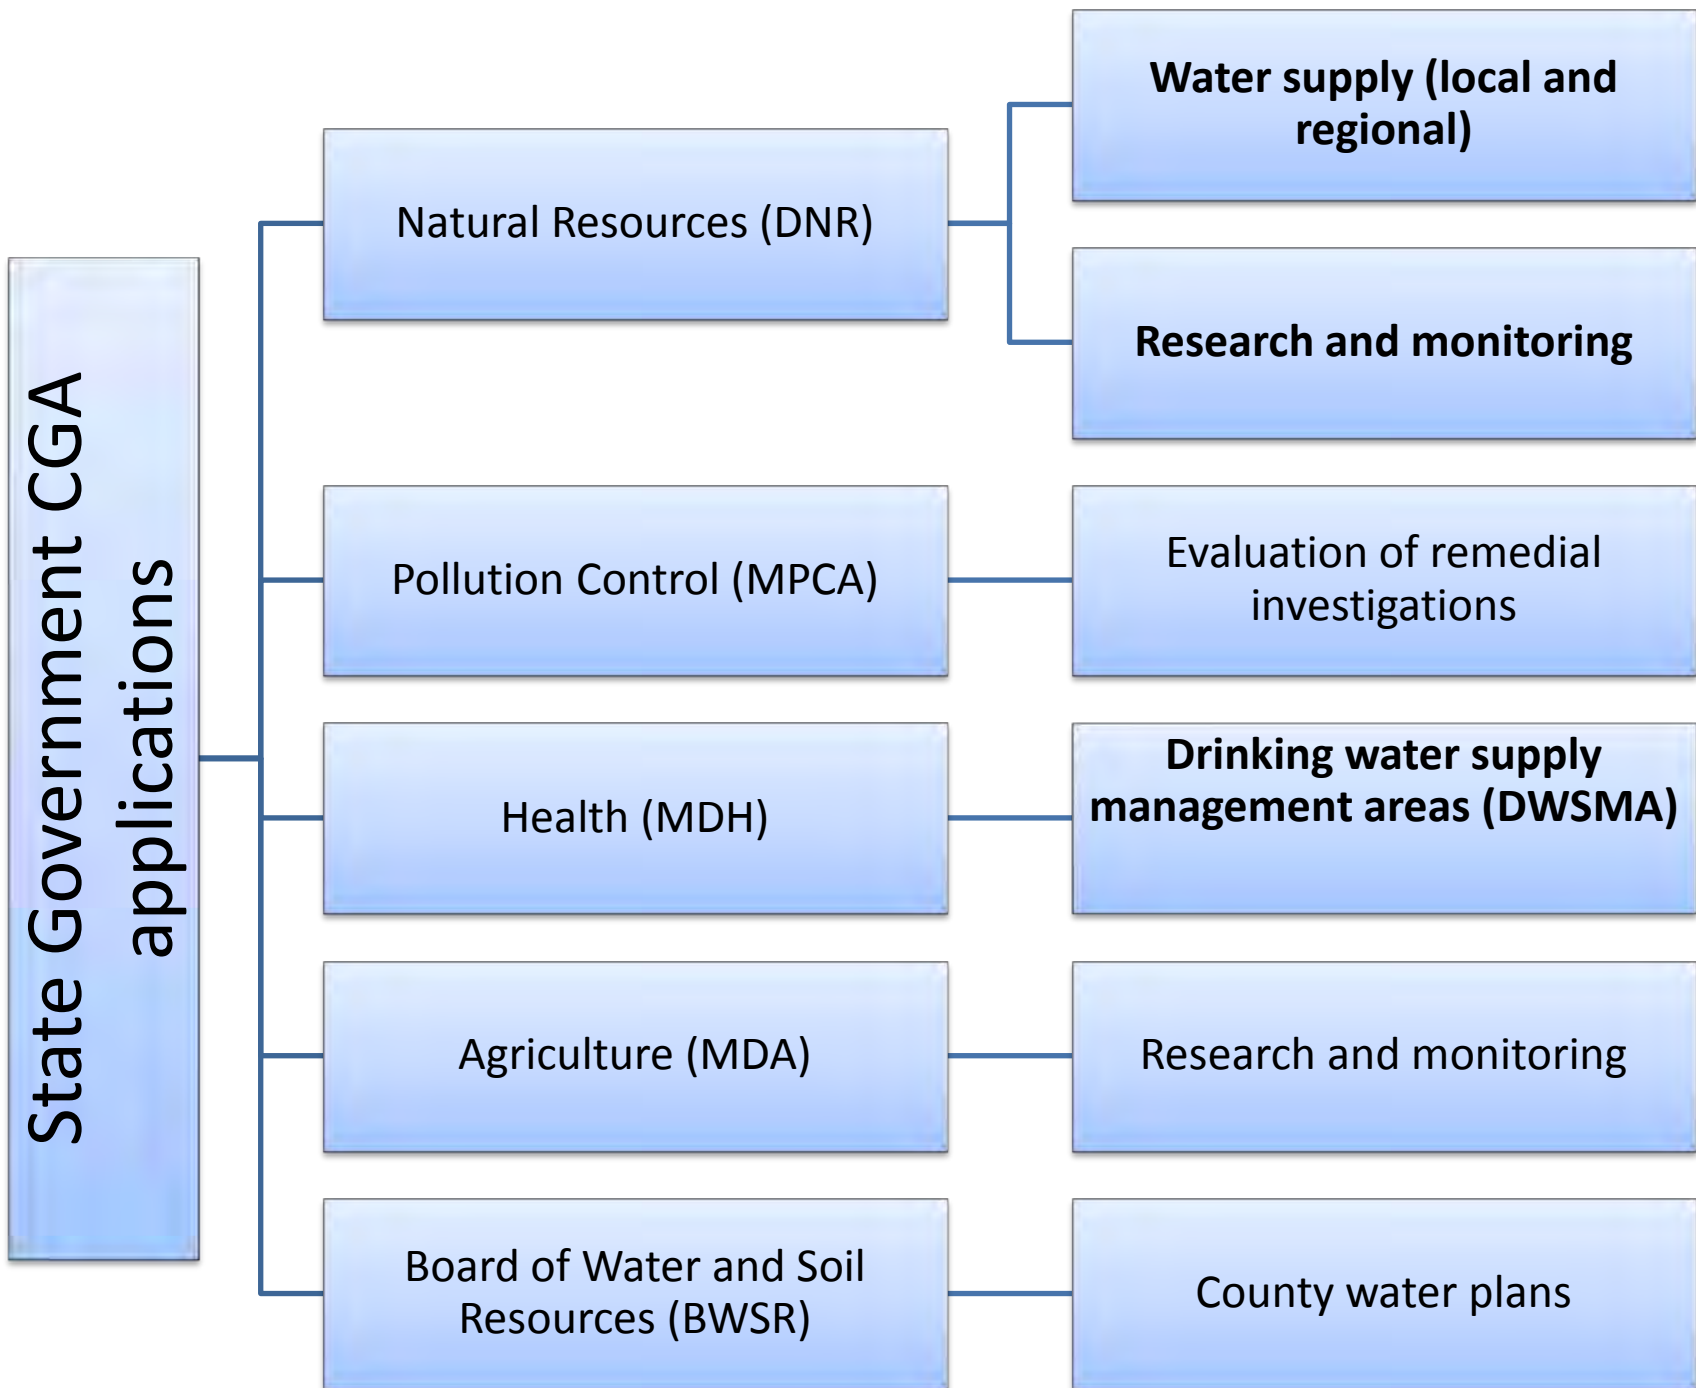 State Government CGA
applications
Natural Resources (DNR)
Water supply (local and
regional)
Research and monitoring
Pollution Control (MPCA)
Evaluation of remedial
investigations
Health (MDH)
Drinking water supply
management areas (DWSMA)
Agriculture (MDA)
Research and monitoring
Board of Water and Soil
Resources (BWSR)
County water plans